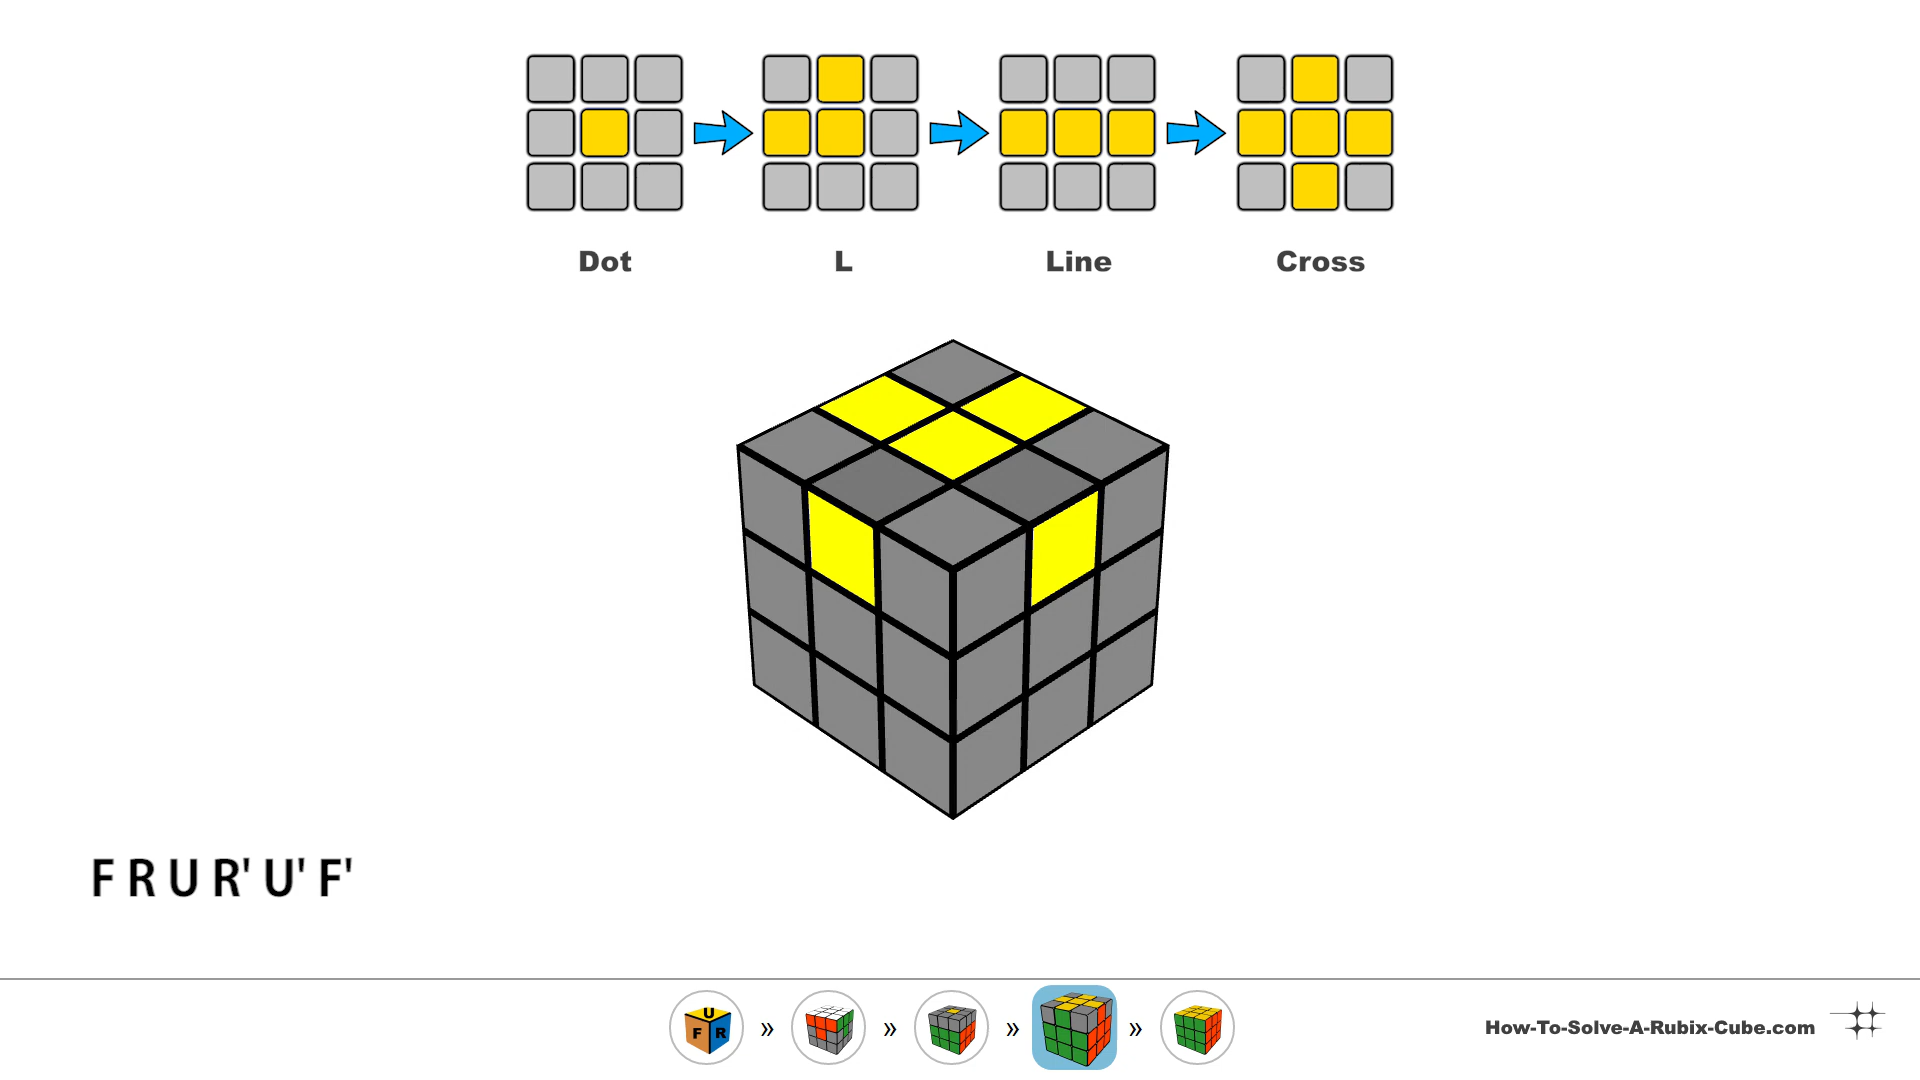 Dot
L
Line
Cross
F R U R' U' F'
U
F R
» » » »
How-To-Solve-A-Rubix-Cube.com